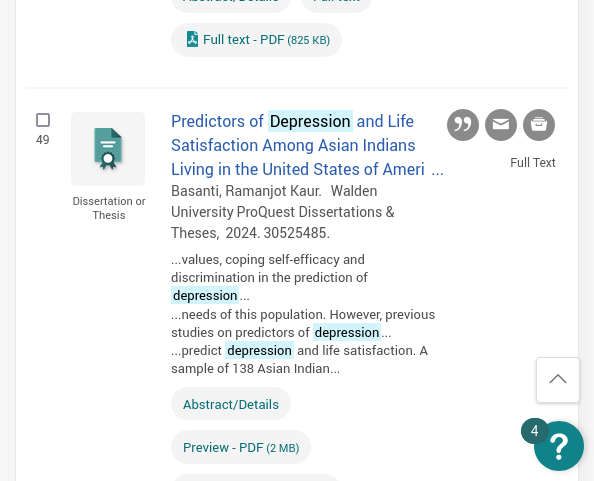 Full text - PDF (825 KB)
49
Dissertation or
Thesis
Predictors of Depression and Life
Satisfaction Among Asian Indians
Living in the United States of Ameri ...
Full Text
Basanti, Ramanjot Kaur. Walden
University ProQuest Dissertations &
Theses, 2024. 30525485.
...values, coping self-efficacy and
discrimination in the prediction of
depression...
...needs of this population. However, previous
studies on predictors of depression...
...predict depression and life satisfaction. A
sample of 138 Asian Indian...
Abstract/Details
Preview - PDF (2 MB)
4
?